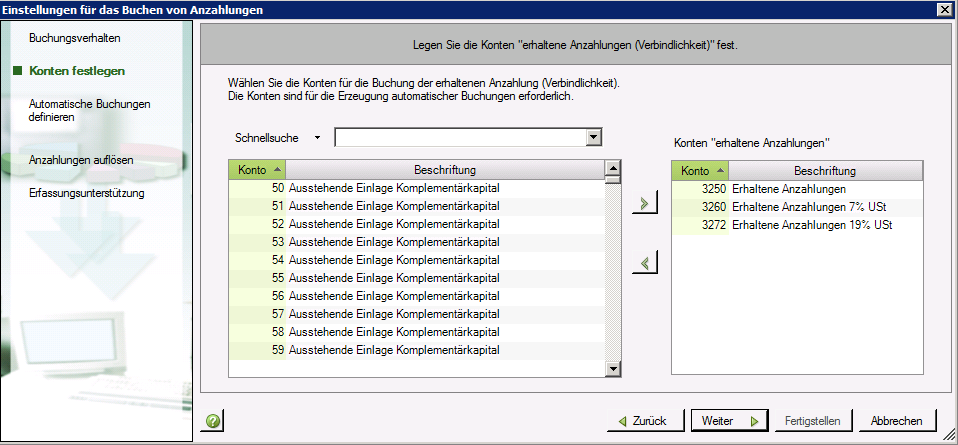 Einstellungen für das Buchen von Anzahlungen
Buchungsverhalten
Konten festlegen
Automatische Buchungen
definieren
Anzahlungen auflösen
Erfassungsunterstützung
Legen Sie die Konten "erhaltene Anzahlungen (Verbindlichkeit)" fest.
Wählen Sie die Konten für die Buchung der erhaltenen Anzahlung (Verbindlichkeit).
Die Konten sind für die Erzeugung automatischer Buchungen erforderlich.
Schnellsuche
Konto Beschriftung
50 Ausstehende Einlage Komplementärkapital
51 Ausstehende Einlage Komplementärkapital
52 Ausstehende Einlage Komplementärkapital
53 Ausstehende Einlage Komplementärkapital
54 Ausstehende Einlage Komplementärkapital
55 Ausstehende Einlage Komplementärkapital
56 Ausstehende Einlage Komplementärkapital
57 Ausstehende Einlage Komplementärkapital
58 Ausstehende Einlage Komplementärkapital
59 Ausstehende Einlage Komplementärkapital
Konten "erhaltene Anzahlungen"
Konto Beschriftung
3250 Erhaltene Anzahlungen
3260 Erhaltene Anzahlungen 7% USt
3272 Erhaltene Anzahlungen 19% USt
? Zurück Weiter Fertigstellen Abbrechen